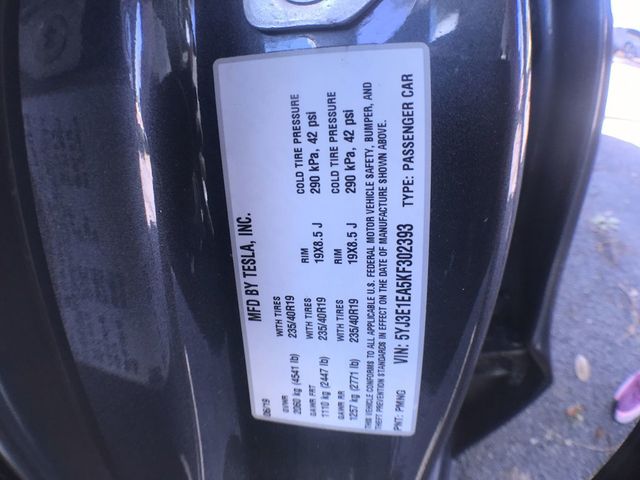 MFD BY TESLA, INC.
06/19
GVWR
2060 kg (4541 lb)
WITH TIRES
235/40R19
RIM
19X8.5 J
COLD TIRE PRESSURE
290 kPa, 42 psi
GAWR FRT
1110 kg (2447 lb)
WITH TIRES
235/40R19
RIM
19X8.5 J
COLD TIRE PRESSURE
290 kPa, 42 psi
GAWR RR
1257 kg (2771 lb)
235/40R19
THIS VEHICLE CONFORMS TO ALL APPLICABLE U.S. FEDERAL MOTOR VEHICLE SAFETY, BUMPER, AND
THEFT PREVENTION STANDARDS IN EFFECT ON THE DATE OF MANUFACTURE SHOWN ABOVE.
VIN: 5YJ3E1EA5KF302393 TYPE: PASSENGER CAR
PNT: PMNG